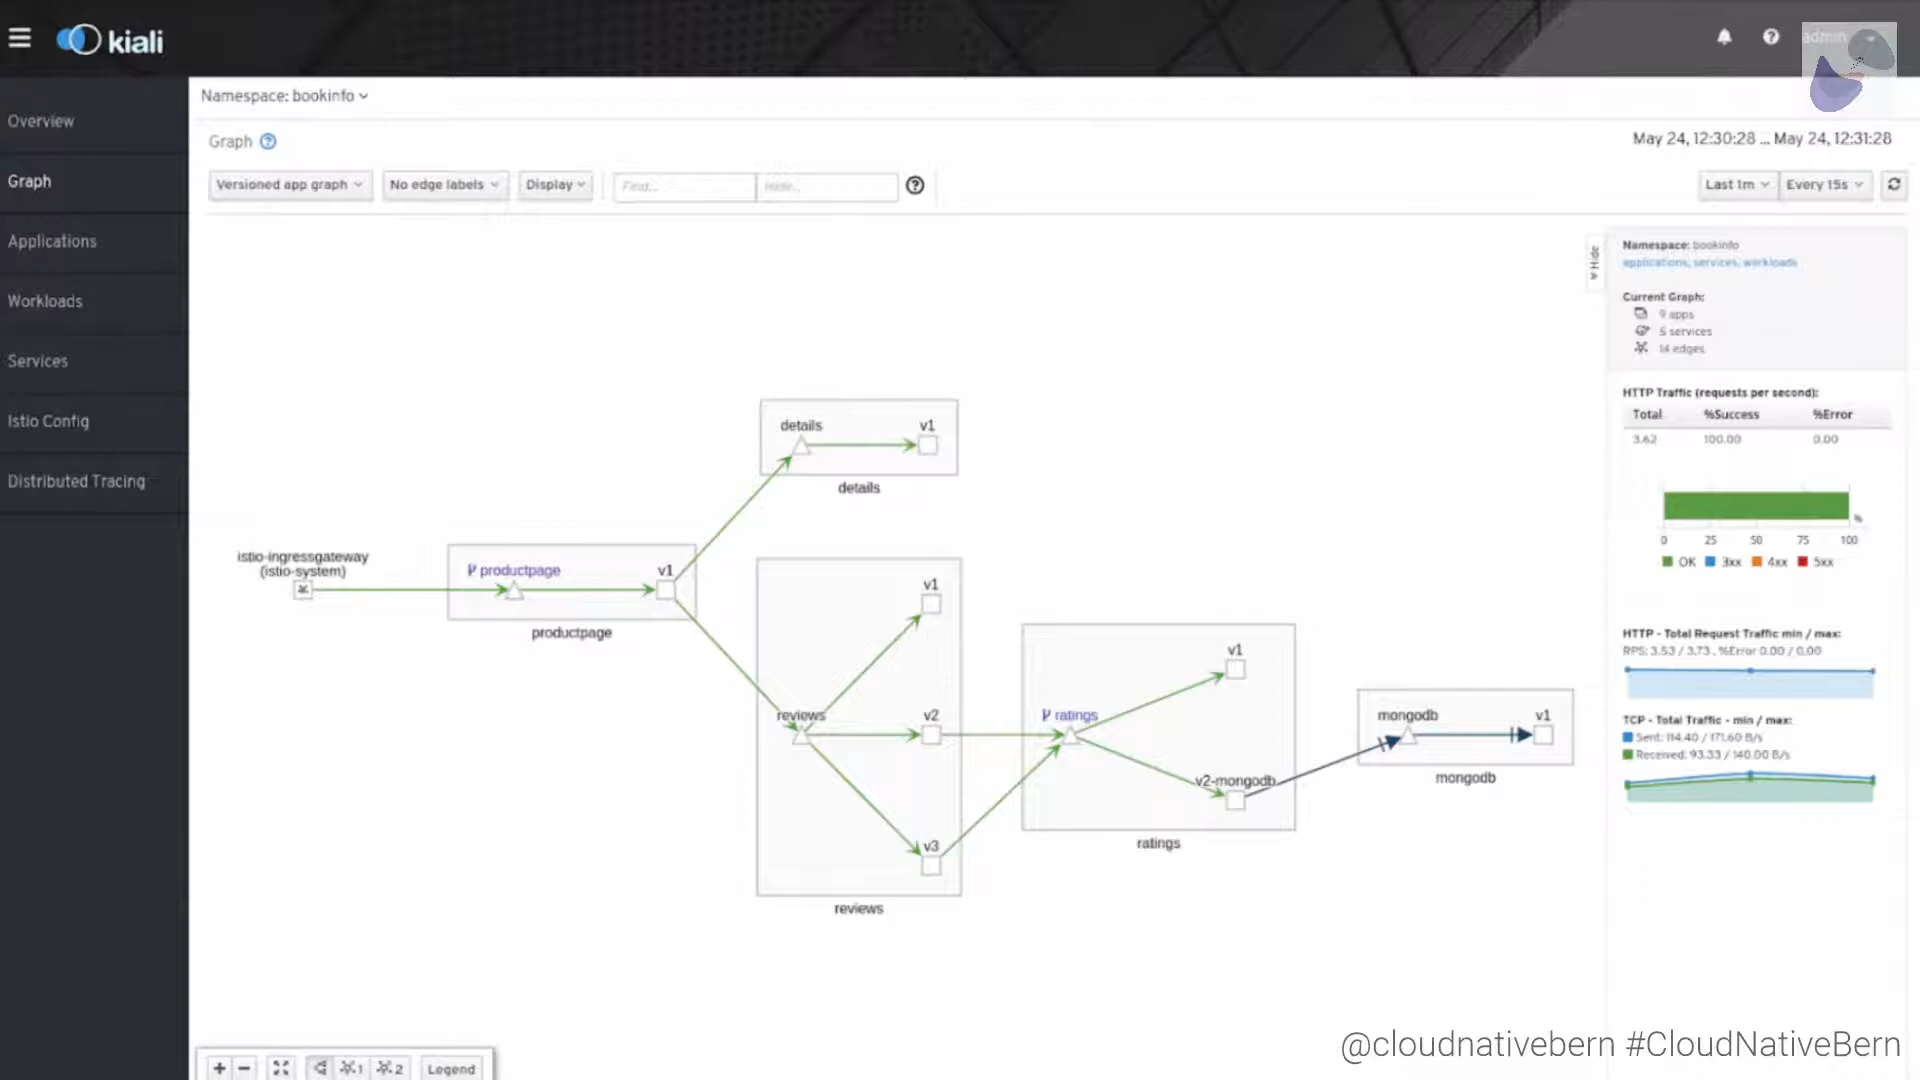 kiali
admin
Namespace: bookinfo
Overview
Graph
Applications
Workloads
Services
Istio Config
Distributed Tracing
Graph
May 24, 12:30:28 ... May 24, 12:31:28
Versioned app graph
No edge labels
Display
Find...
Hide...
Last 1m
Every 15s
Hide
Namespace: bookinfo
applications, services, workloads
Current Graph:
9 apps
5 services
14 edges
HTTP Traffic (requests per second):
Total %Success %Error
3.62 100.00 0.00
%
0 25 50 75 100
OK 3xx 4xx 5xx
HTTP - Total Request Traffic min / max:
RPS: 3.53 / 3.73 , %Error 0.00 / 0.00
TCP - Total Traffic - min / max:
Sent: 114.40 / 171.60 B/s
Received: 93.33 / 140.00 B/s
details
v1
details
istio-ingressgateway
(istio-system)
productpage
v1
productpage
v1
reviews
v2
v3
reviews
v1
ratings
v2-mongodb
ratings
mongodb
v1
mongodb
1
2
Legend
@cloudnativebern #CloudNativeBern